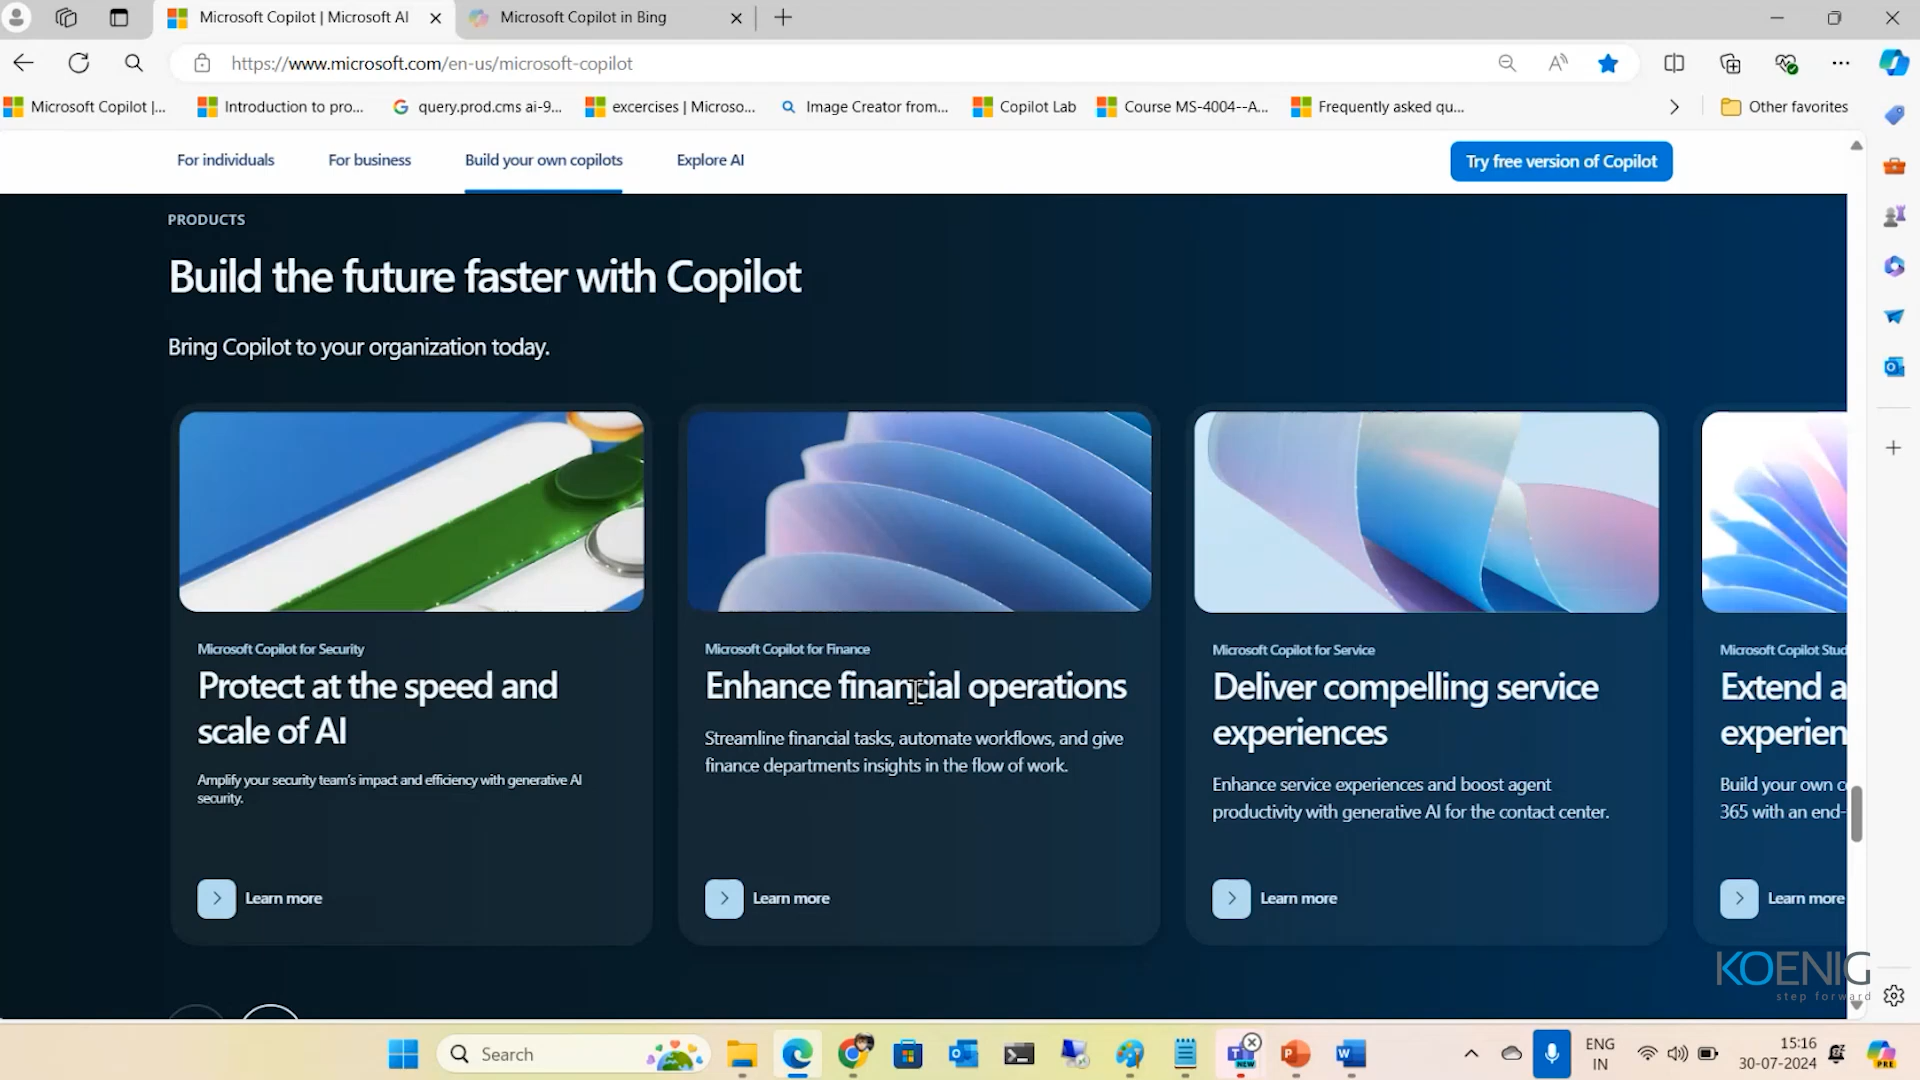 Microsoft Copilot | Microsoft AI
Microsoft Copilot in Bing
https://www.microsoft.com/en-us/microsoft-copilot
Microsoft Copilot |...
Introduction to pro...
query.prod.cms ai-9...
excercises | Microso...
Image Creator from...
Copilot Lab
Course MS-4004--A...
Frequently asked qu...
Other favorites
For individuals
For business
Build your own copilots
Explore AI
Try free version of Copilot
PRODUCTS
Build the future faster with Copilot
Bring Copilot to your organization today.
Microsoft Copilot for Security
Protect at the speed and
scale of AI
Amplify your security team's impact and efficiency with generative AI
security.
Learn more
Microsoft Copilot for Finance
Enhance financial operations
Streamline financial tasks, automate workflows, and give
finance departments insights in the flow of work.
Learn more
Microsoft Copilot for Service
Deliver compelling service
experiences
Enhance service experiences and boost agent
productivity with generative AI for the contact center.
Learn more
Microsoft Copilot Stud
Extend a
experien
Build your own c
365 with an end-
Learn more
KOENIG
step forward
Search
NEW
ENG
IN
15:16
30-07-2024
PRE